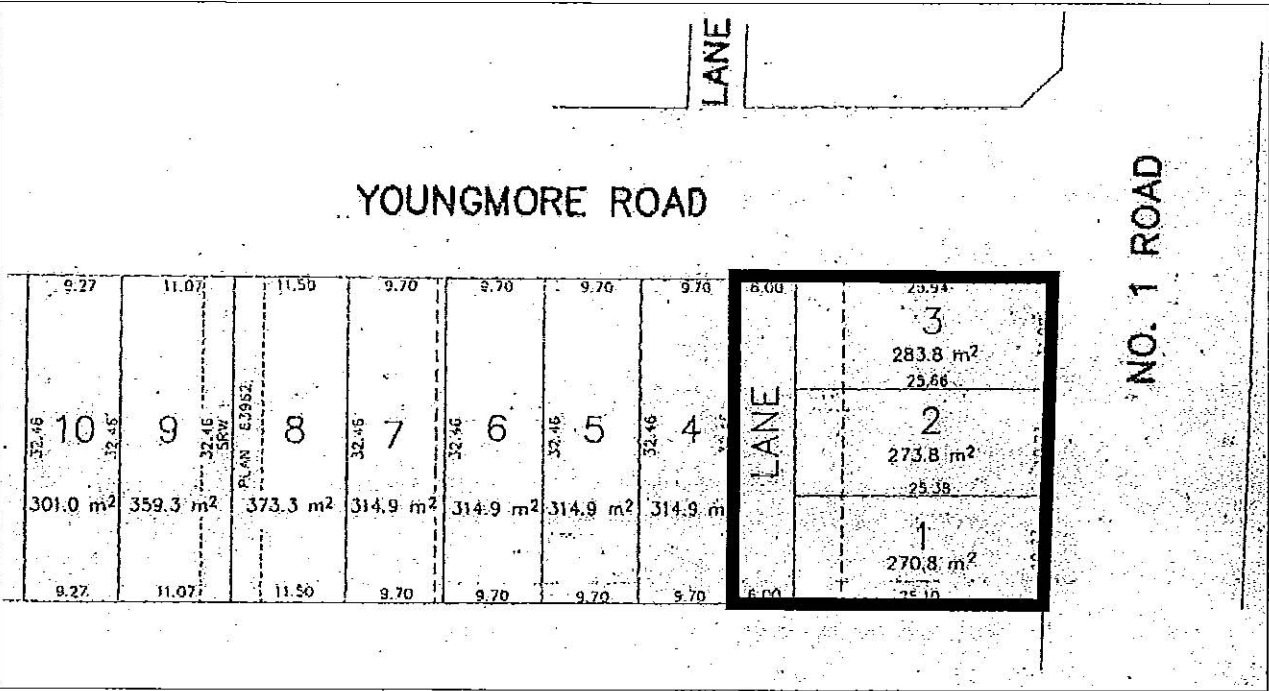 LANE
YOUNGMORE ROAD
NO. 1 ROAD
9.27 11.07 11.50 9.70 9.70 9.70 9.70 6.00 25.94
3
283.8 m²
25.66
32.46 10 32.46 9 32.46 SRW PLAN 8 32.46 7 32.46 6 32.46 5 32.46 4 LANE 2
273.8 m²
25.38
301.0 m² 359.3 m² 373.3 m² 314.9 m² 314.9 m² 314.9 m² 314.9 m
1
270.8 m²
9.27 11.07 11.50 9.70 9.70 9.70 9.70 6.00 25.10